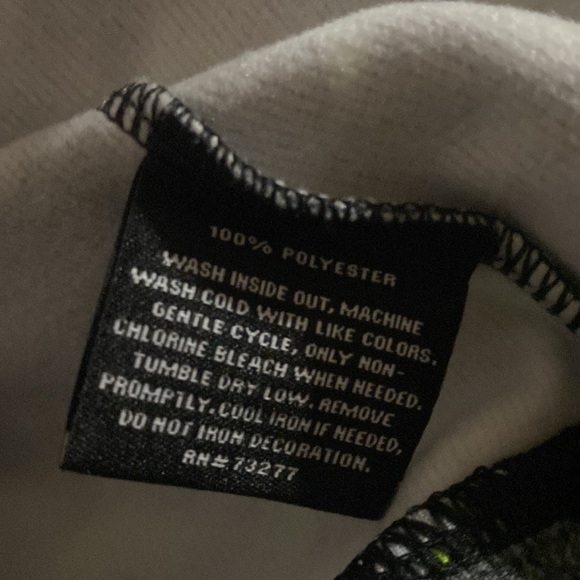 100% POLYESTER
WASH INSIDE OUT, MACHINE
WASH COLD WITH LIKE COLORS.
GENTLE CYCLE, ONLY NON-
CHLORINE BLEACH WHEN NEEDED.
TUMBLE DRY LOW. REMOVE
PROMPTLY. COOL IRON IF NEEDED,
DO NOT IRON DECORATION.
RN# 73277